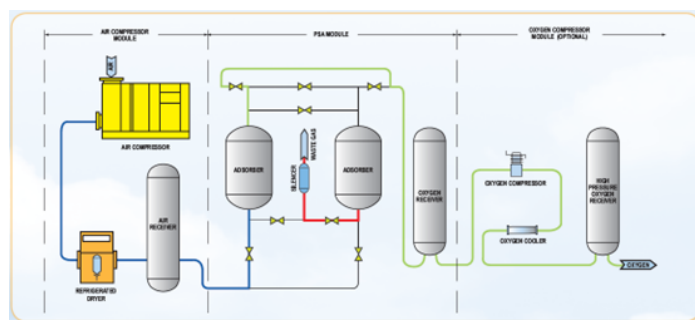 AIR COMPRESSOR
MODULE
PSA MODULE
OXYGEN COMPRESSOR
MODULE (OPTIONAL)
AIR
AIR COMPRESSOR
ADSORBER
SILENCER
WASTE GAS
ADSORBER
AIR
RECEIVER
REFRIGERATED
DRYER
OXYGEN
RECEIVER
OXYGEN COMPRESSOR
OXYGEN COOLER
HIGH
PRESSURE
OXYGEN
RECEIVER
OXYGEN